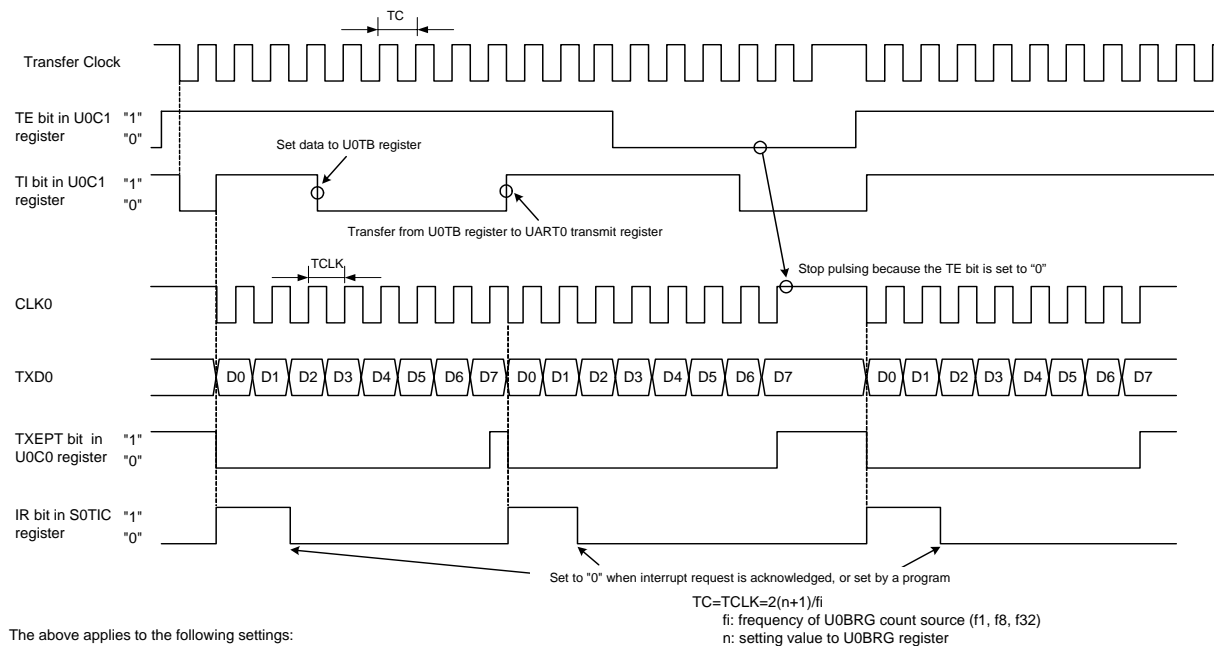 TC
Transfer Clock
TE bit in U0C1 "1"
register "0"
Set data to U0TB register
TI bit in U0C1 "1"
register "0"
Transfer from U0TB register to UART0 transmit register
TCLK
Stop pulsing because the TE bit is set to “0”
CLK0
TXD0 D0 D1 D2 D3 D4 D5 D6 D7 D0 D1 D2 D3 D4 D5 D6 D7 D0 D1 D2 D3 D4 D5 D6 D7
TXEPT bit in "1"
U0C0 register "0"
IR bit in S0TIC "1"
register "0"
Set to "0" when interrupt request is acknowledged, or set by a program
TC=TCLK=2(n+1)/fi
fi: frequency of U0BRG count source (f1, f8, f32)
The above applies to the following settings:
n: setting value to U0BRG register